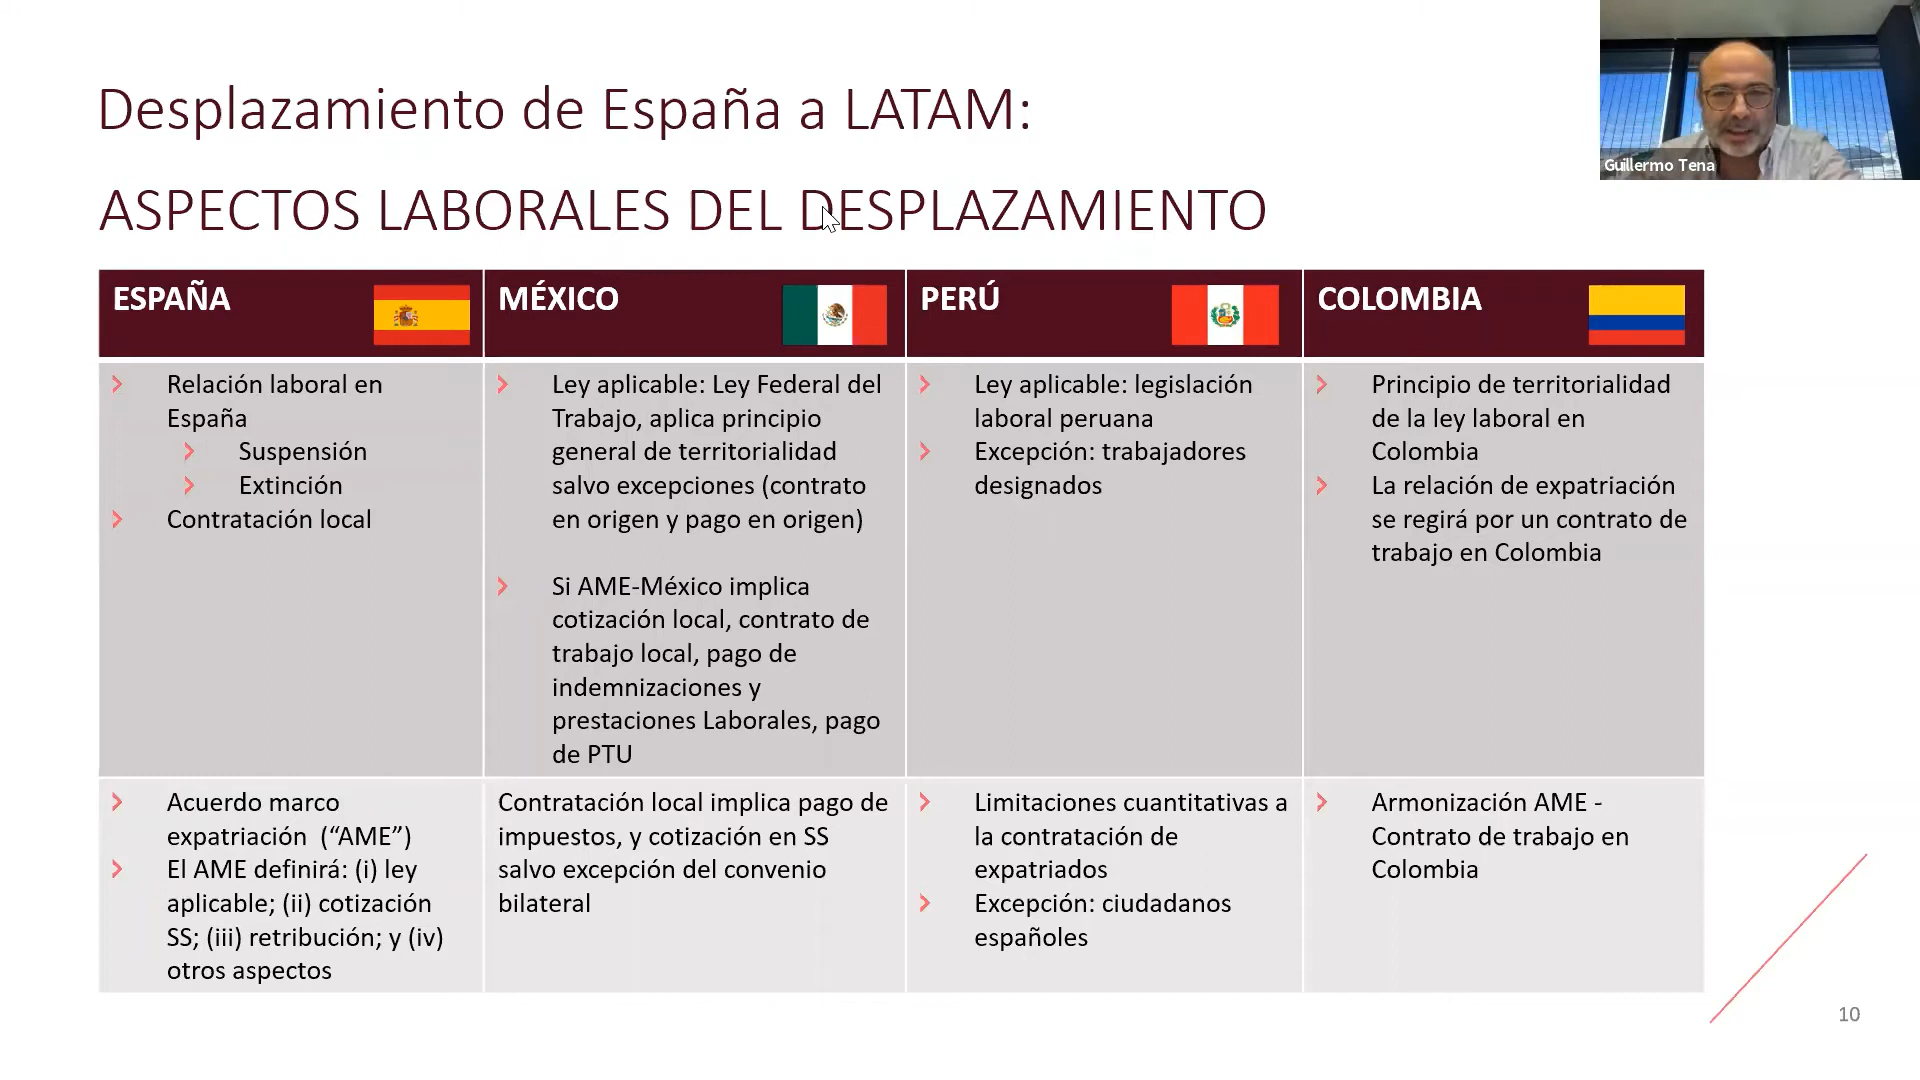 Desplazamiento de España a LATAM:
ASPECTOS LABORALES DEL DESPLAZAMIENTO
Guillermo Tena
ESPAÑA
MÉXICO
PERÚ
COLOMBIA
Relación laboral en
España
Suspensión
Extinción
Contratación local
Ley aplicable: Ley Federal del
Trabajo, aplica principio
general de territorialidad
salvo excepciones (contrato
en origen y pago en origen)
Si AME-México implica
cotización local, contrato de
trabajo local, pago de
indemnizaciones y
prestaciones Laborales, pago
de PTU
Ley aplicable: legislación
laboral peruana
Excepción: trabajadores
designados
Principio de territorialidad
de la ley laboral en
Colombia
La relación de expatriación
se regirá por un contrato de
trabajo en Colombia
Acuerdo marco
expatriación (“AME”)
El AME definirá: (i) ley
aplicable; (ii) cotización
SS; (iii) retribución; y (iv)
otros aspectos
Contratación local implica pago de
impuestos, y cotización en SS
salvo excepción del convenio
bilateral
Limitaciones cuantitativas a
la contratación de
expatriados
Excepción: ciudadanos
españoles
Armonización AME -
Contrato de trabajo en
Colombia
10